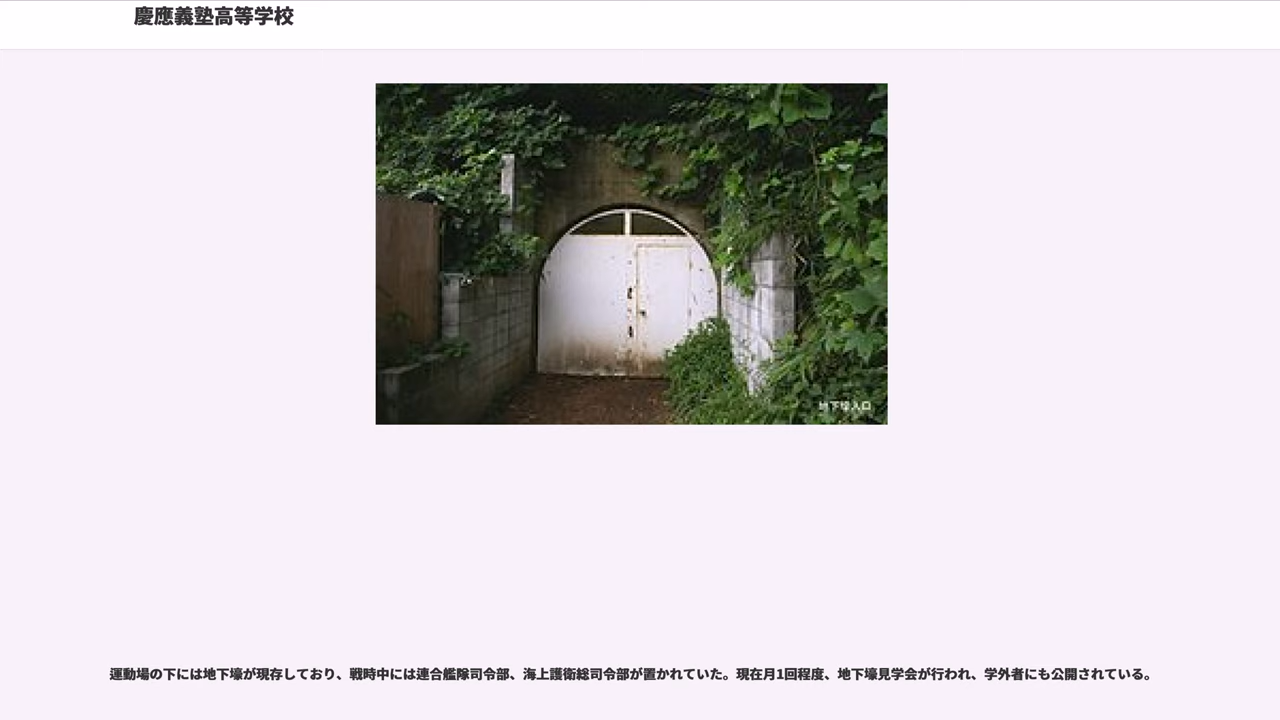 慶應義塾高等学校
地下壕入口
運動場の下には地下壕が現存しており、戦時中には連合艦隊司令部、海上護衛総司令部が置かれていた。現在月1回程度、地下壕見学会が行われ、学外者にも公開されている。